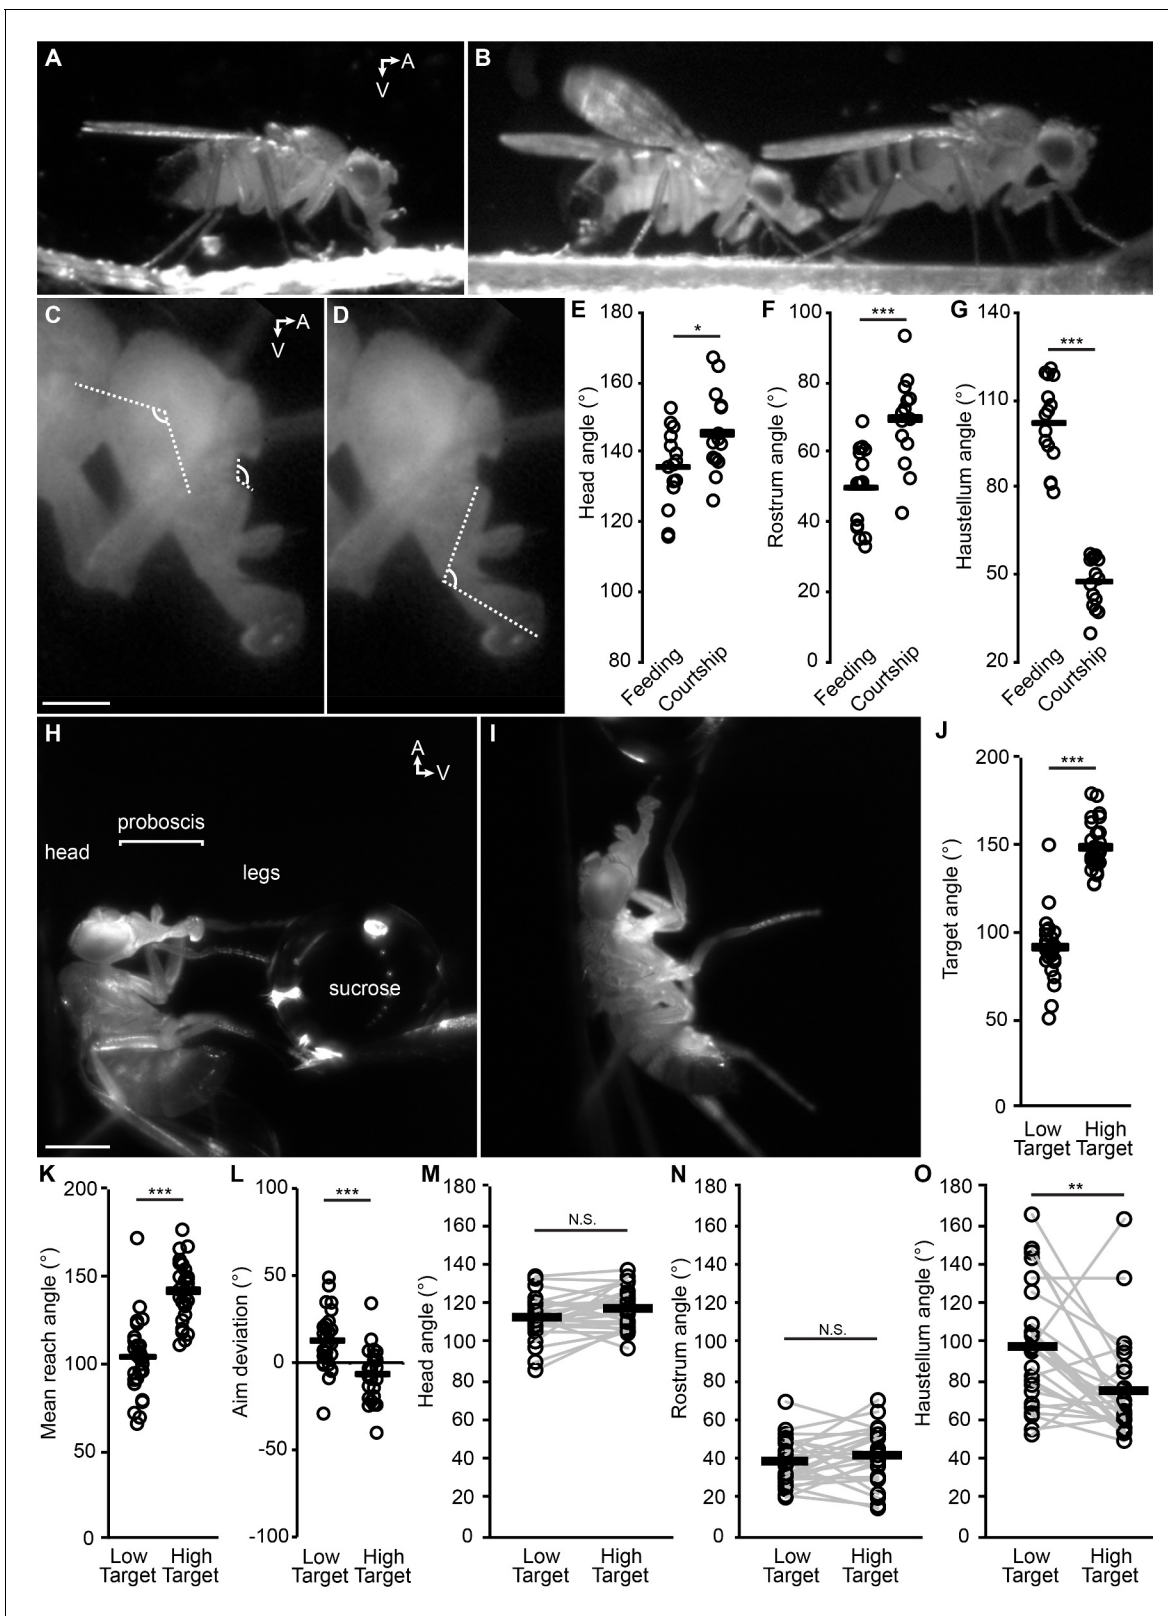 A
A
V
B
C
A
V
D
E
180
160
140
120
100
80
Head angle (°)
*
Feeding
Courtship
F
100
80
60
40
20
0
Rostrum angle (°)
***
Feeding
Courtship
G
140
110
80
50
20
Haustellum angle (°)
***
Feeding
Courtship
H
A
V
proboscis
head
legs
sucrose
I
J
200
150
100
50
0
Target angle (°)
***
Low
Target
High
Target
K
200
150
100
50
0
Mean reach angle (°)
***
Low
Target
High
Target
L
100
50
0
-50
-100
Aim deviation (°)
***
Low
Target
High
Target
M
180
160
140
120
100
80
60
40
20
0
Head angle (°)
N.S.
Low
Target
High
Target
N
180
160
140
120
100
80
60
40
20
0
Rostrum angle (°)
N.S.
Low
Target
High
Target
O
180
160
140
120
100
80
60
40
20
0
Haustellum angle (°)
**
Low
Target
High
Target